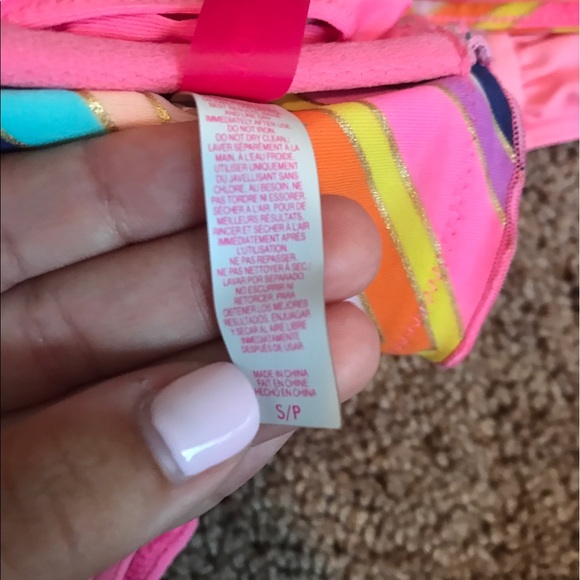 IMMEDIATELY AFTER USE.
DO NOT IRON.
DO NOT DRY CLEAN.
LAVER SÉPARÉMENT À LA
MAIN, À L'EAU FROIDE,
UTILISER UNIQUEMENT
DU JAVELLISANT SANS
CHLORE, AU BESOIN. NE
PAS TORDRE NI ESSORER.
SÉCHER À L'AIR. POUR DE
MEILLEURS RÉSULTATS,
RINCER ET SÉCHER À L'AIR
IMMÉDIATEMENT APRÈS
L'UTILISATION.
NE PAS REPASSER.
NE PAS NETTOYER À SEC.
LAVAR POR SEPARADO.
NO ESCURRIR NI
RETORCER. PARA
OBTENER LOS MEJORES
RESULTADOS, ENJUAGAR
Y SECAR AL AIRE LIBRE
INMEDIATAMENTE
DESPUÉS DE USAR.
MADE IN CHINA
FAIT EN CHINE
HECHO EN CHINA
S/P